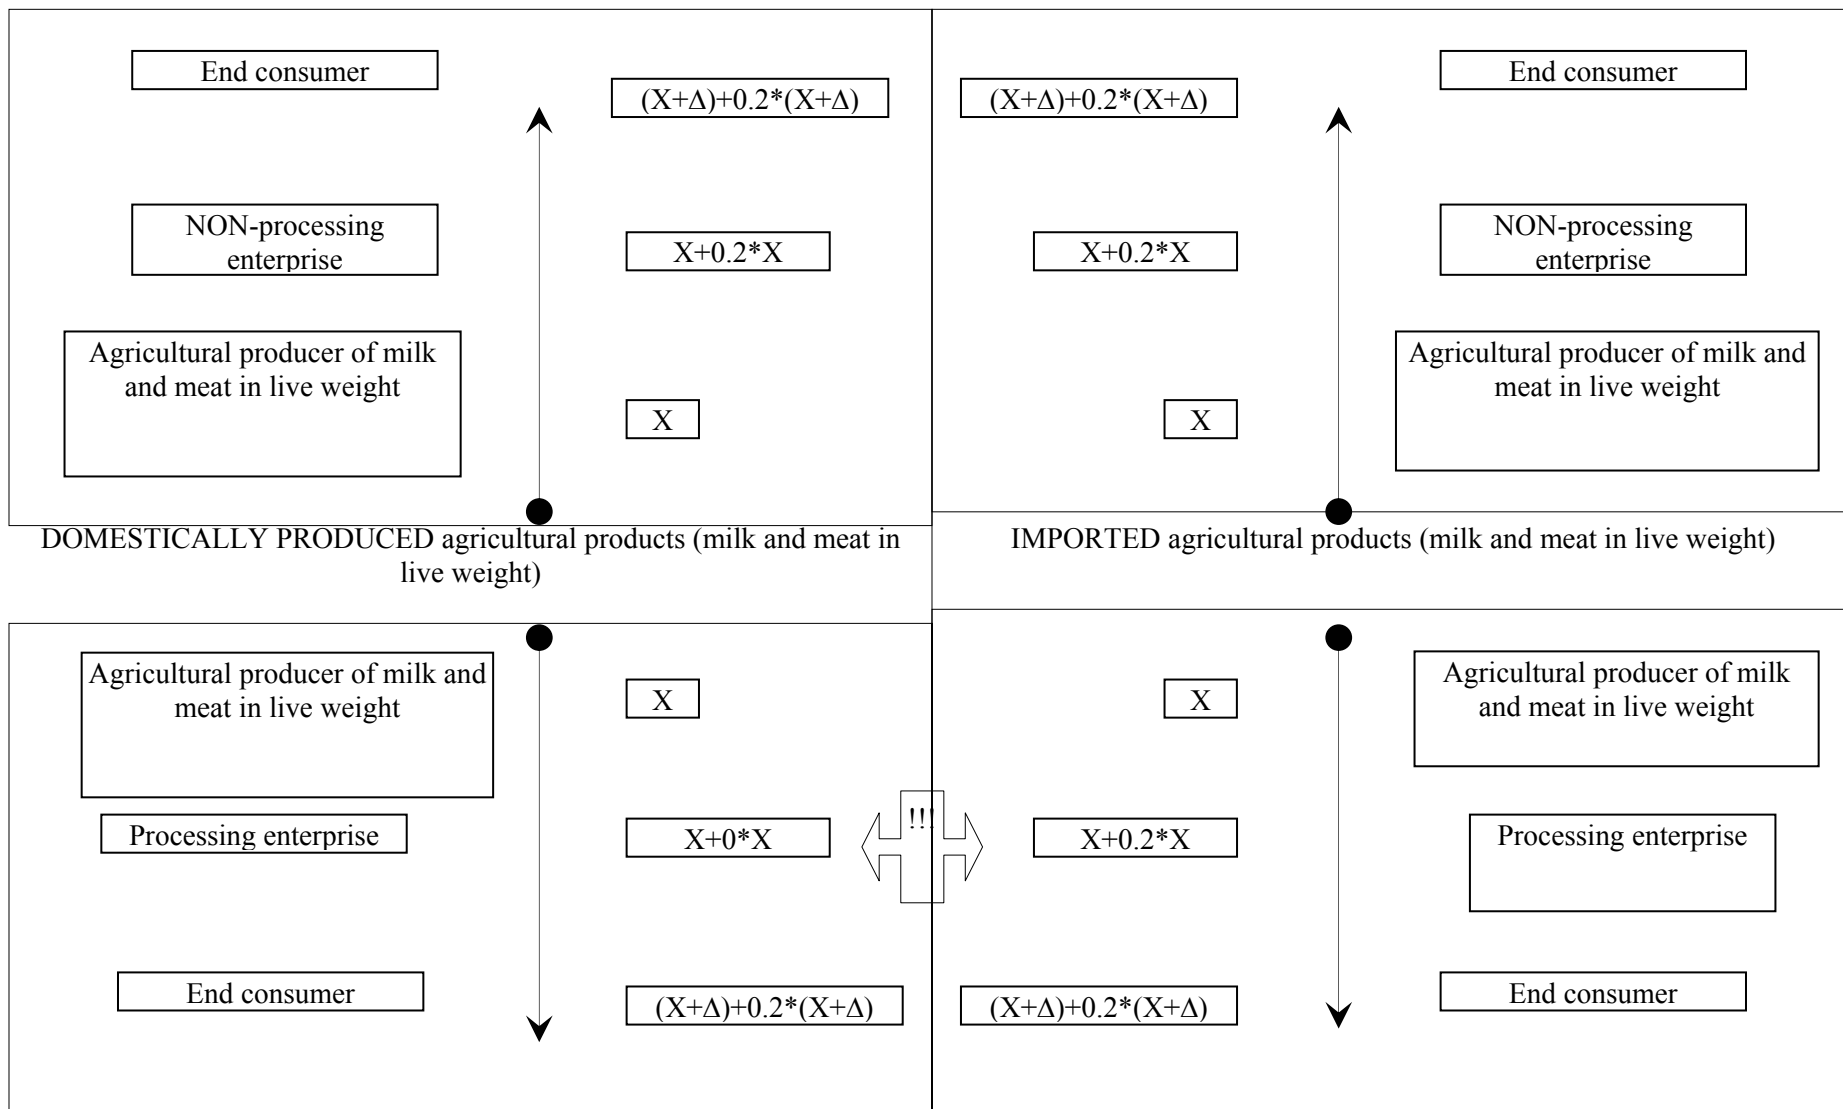 End consumer
(X+Δ)+0.2*(X+Δ)
NON-processing
enterprise
X+0.2*X
Agricultural producer of milk
and meat in live weight
X
(X+Δ)+0.2*(X+Δ)
End consumer
X+0.2*X
NON-processing
enterprise
Agricultural producer of milk and
meat in live weight
X
DOMESTICALLY PRODUCED agricultural products (milk and meat in
live weight)
IMPORTED agricultural products (milk and meat in live weight)
Agricultural producer of milk and
meat in live weight
X
Processing enterprise
X+0*X
!!!
End consumer
(X+Δ)+0.2*(X+Δ)
X
Agricultural producer of milk
and meat in live weight
X+0.2*X
Processing enterprise
(X+Δ)+0.2*(X+Δ)
End consumer